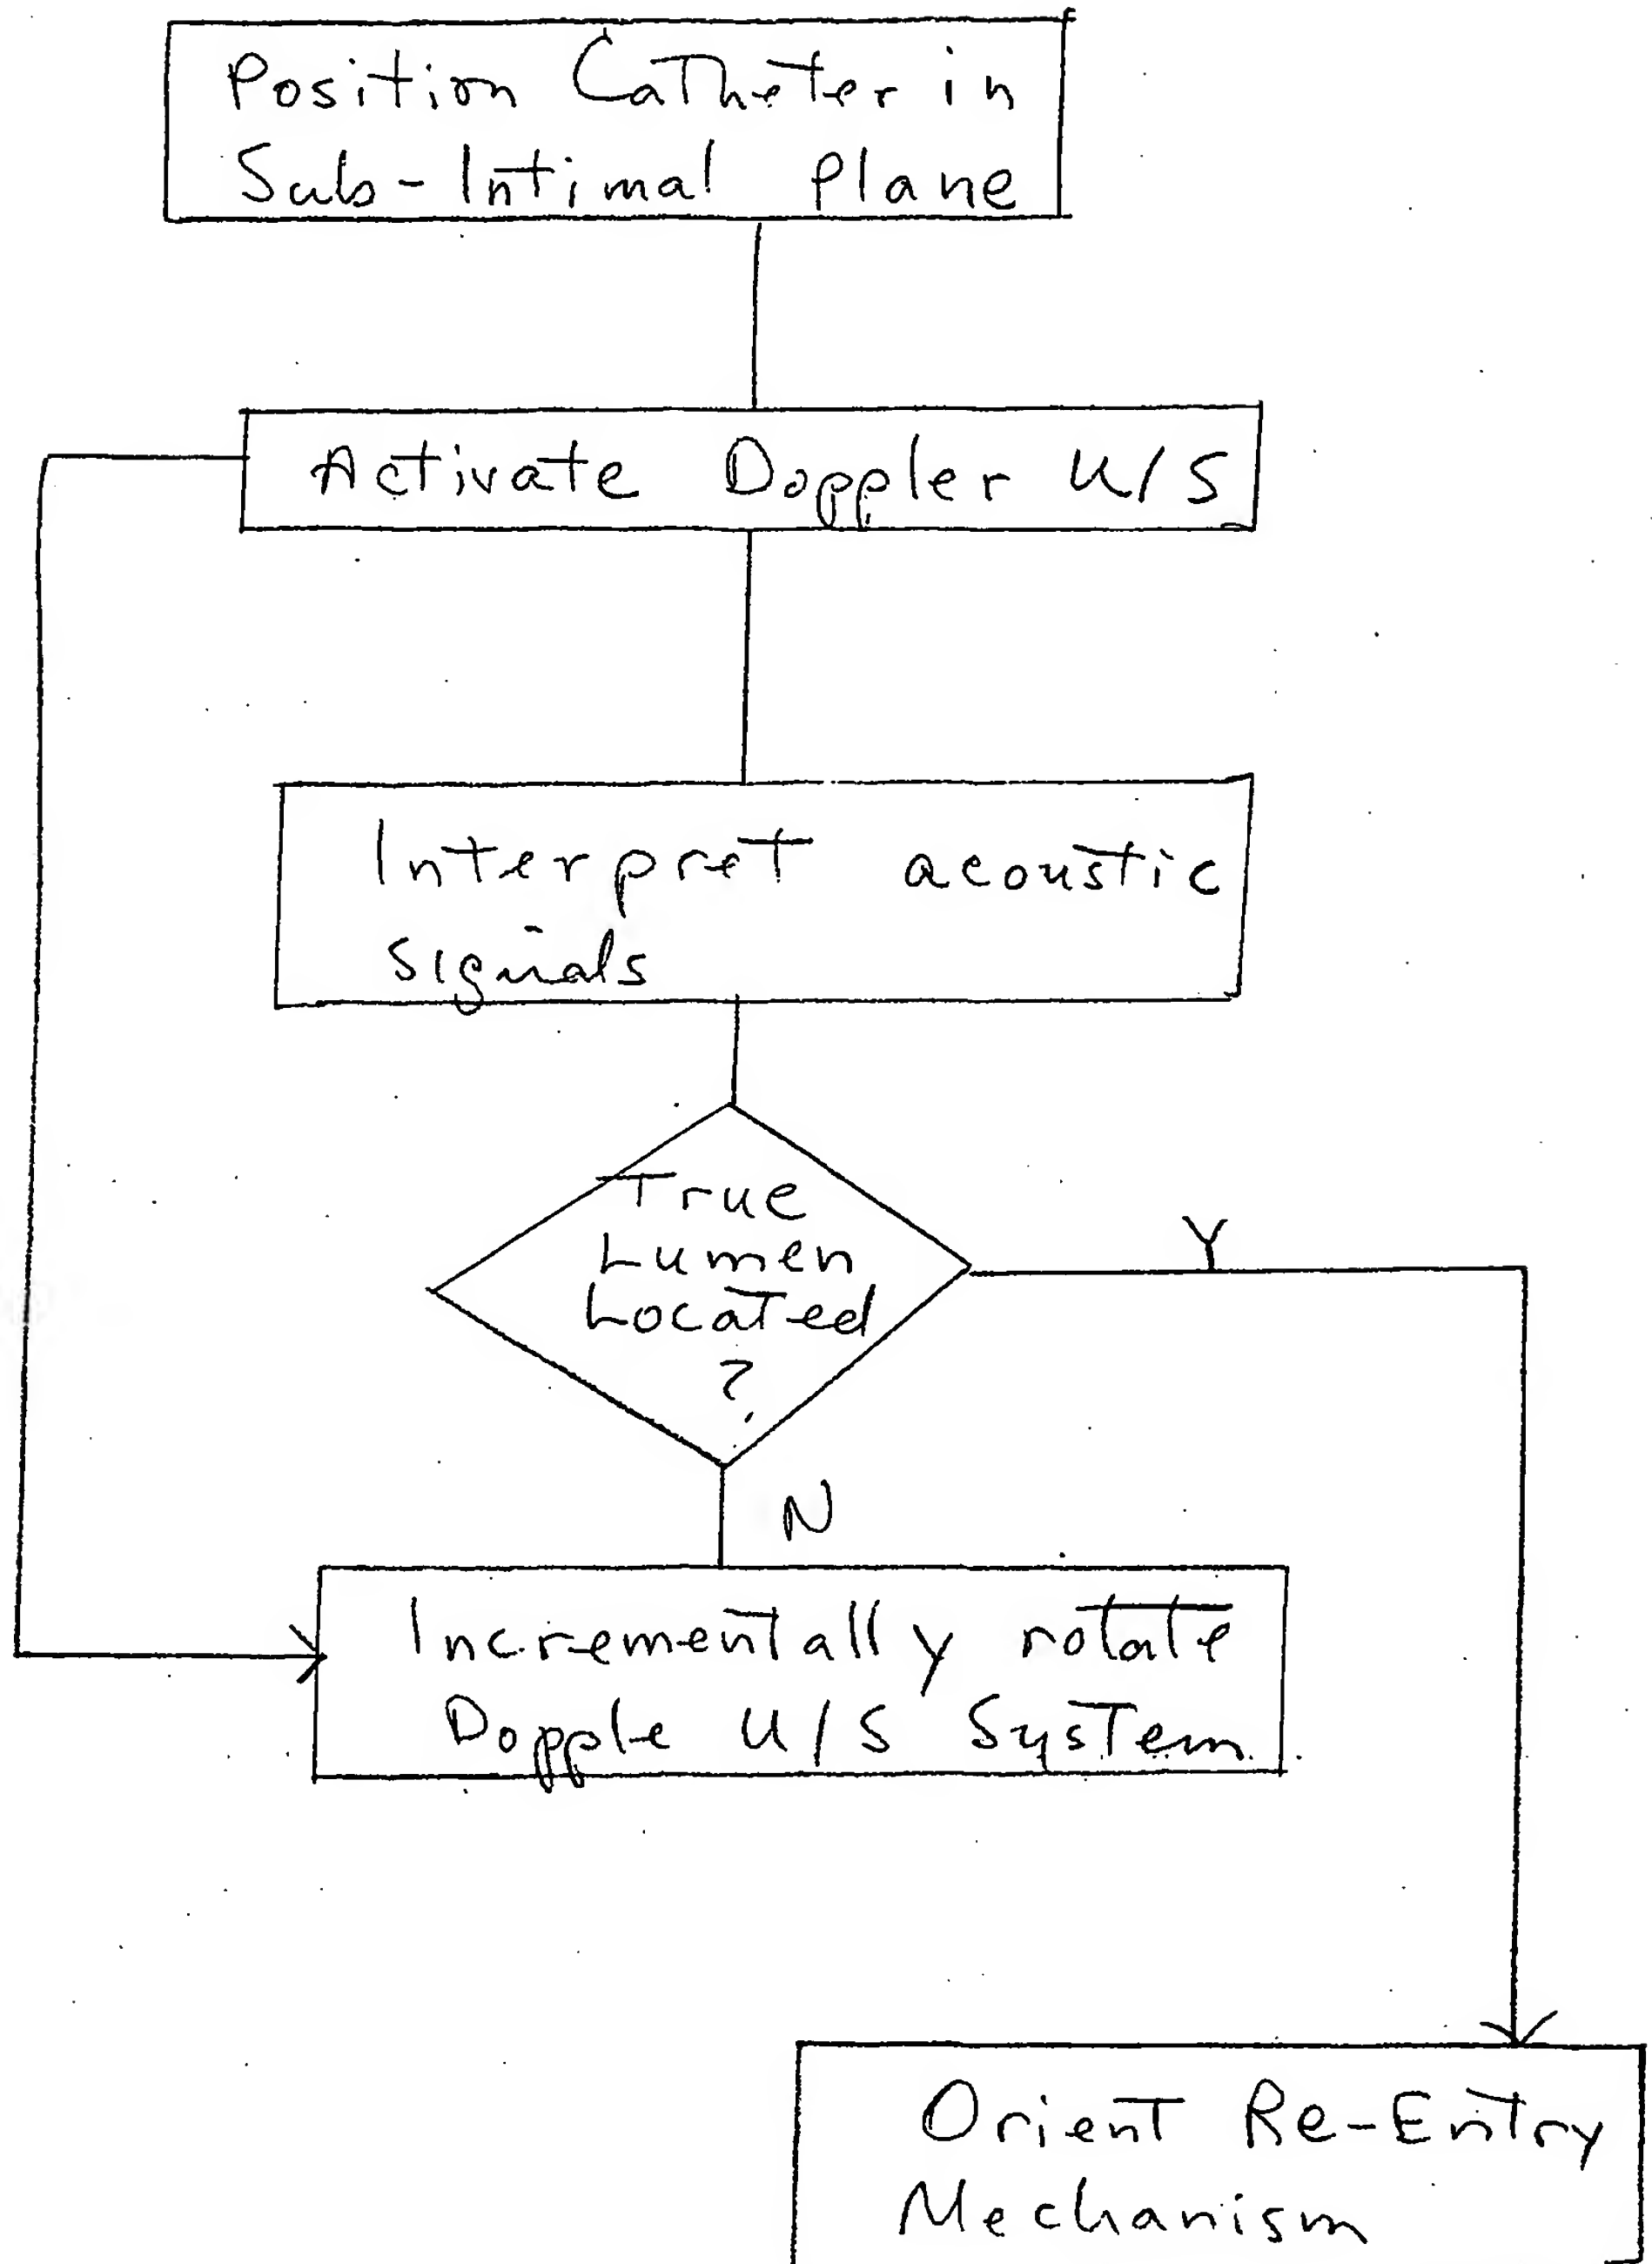 Position Catheter in
Sub-Intimal Plane
Activate Doppler U/S
Interpret acoustic
signals
True
Lumen
Located
?
Y
N
Incrementally rotate
Dopple U/S System
Orient Re-Entry
Mechanism